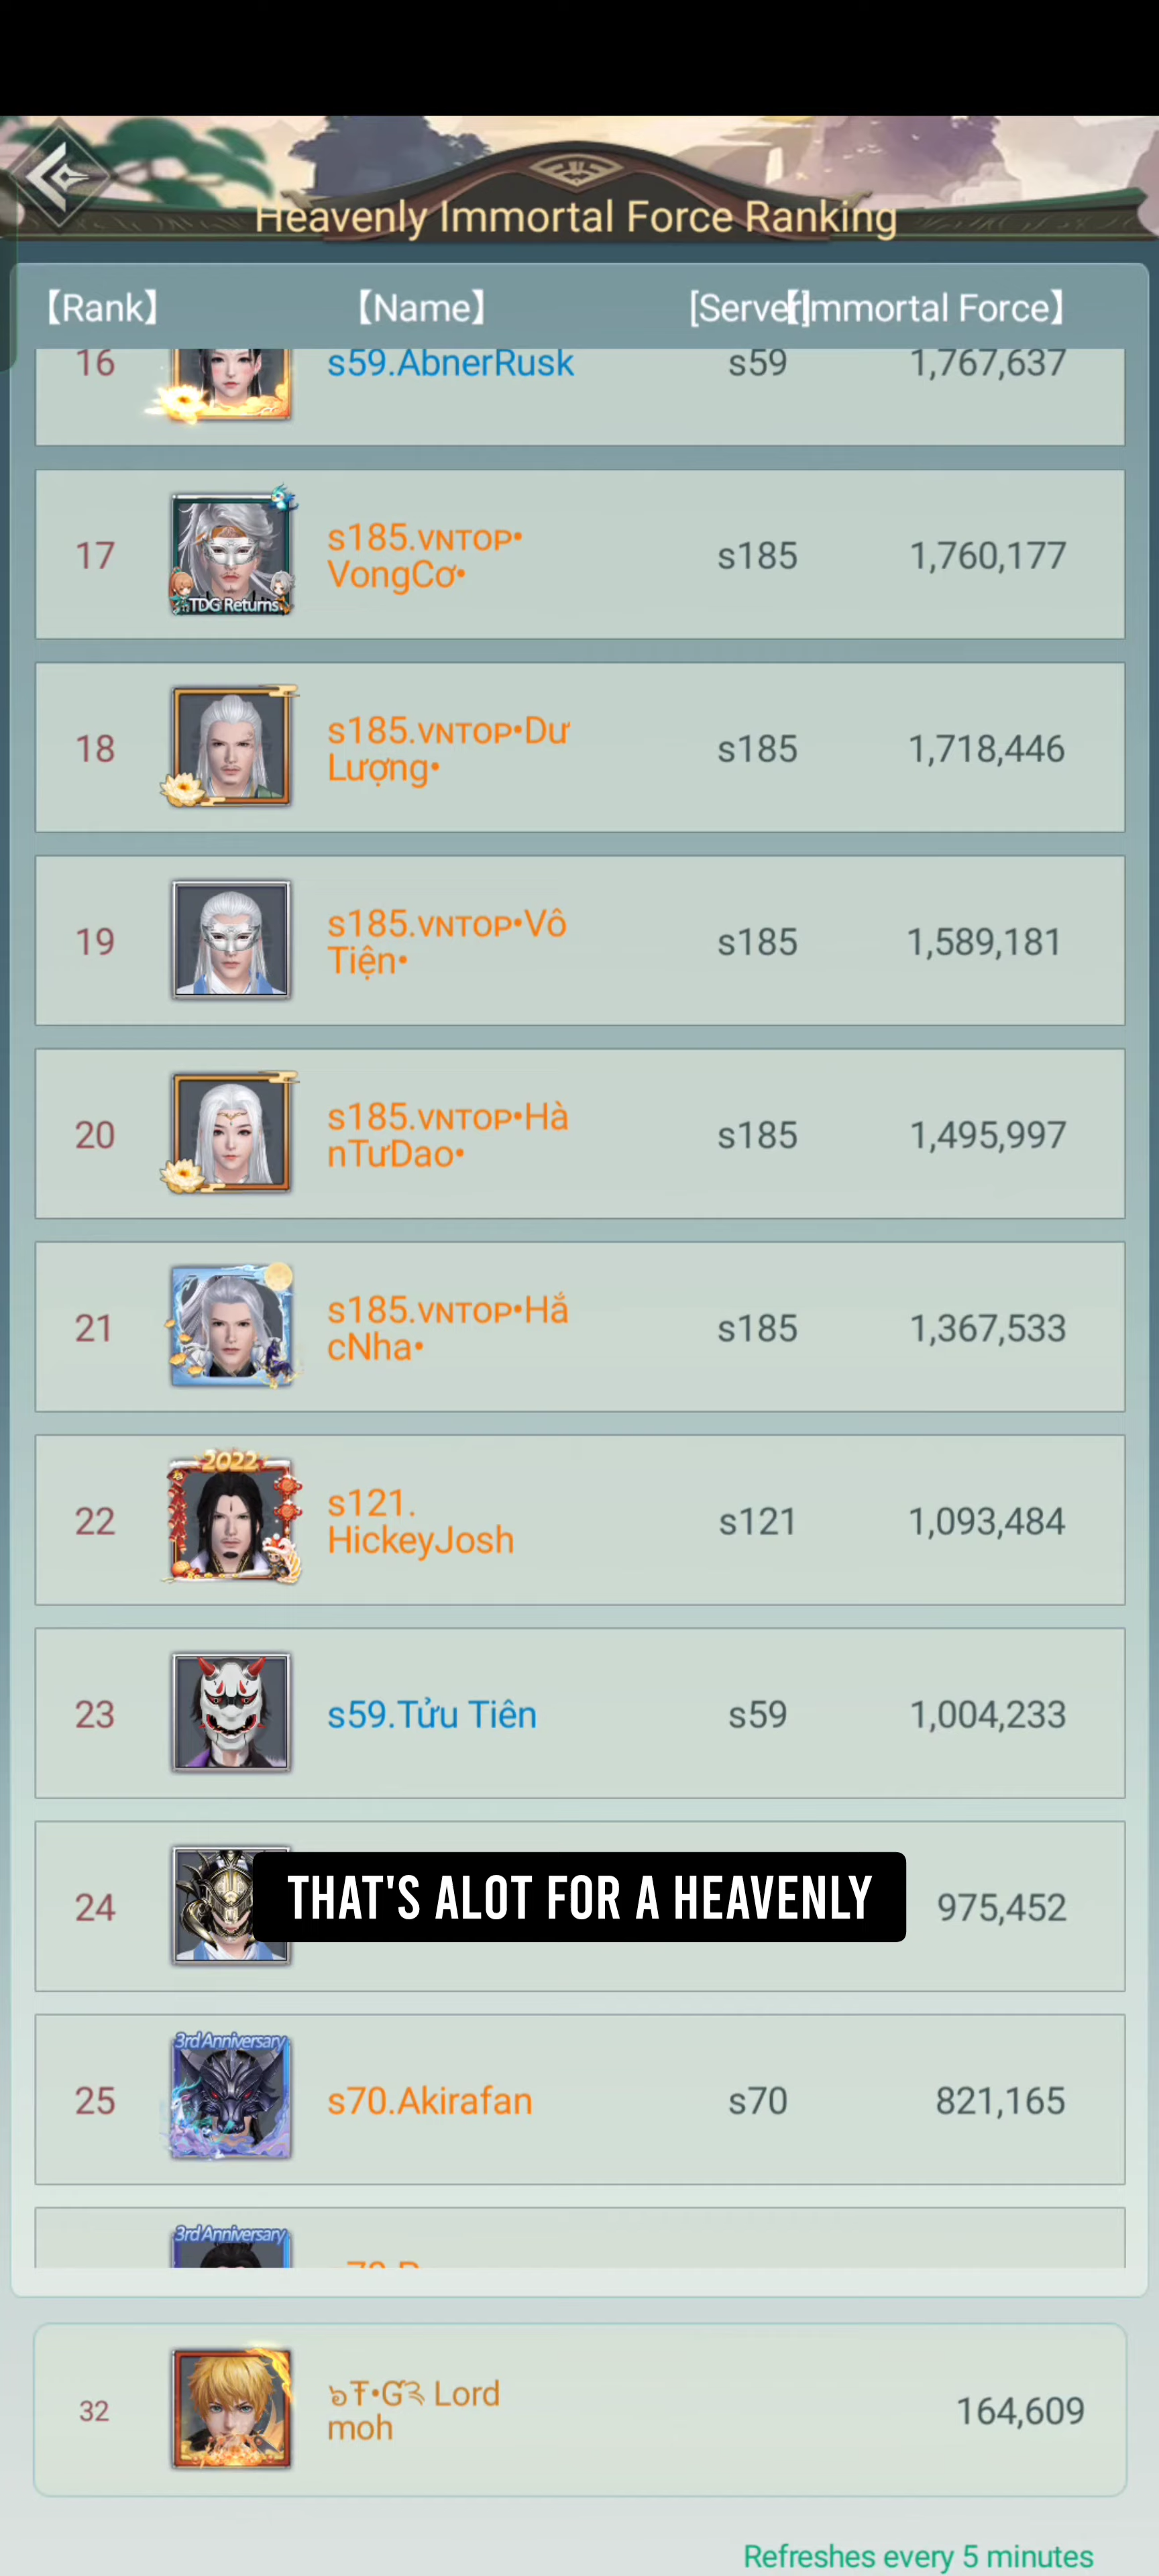 Heavenly Immortal Force Ranking
【Rank】 【Name】 [Server] 【Immortal Force】
16 s59.AbnerRusk s59 1,767,637
17 s185.ᴠɴᴛᴏᴘ• s185 1,760,177
VongCơ•
TDG Returns
18 s185.ᴠɴᴛᴏᴘ•Dư s185 1,718,446
Lượng•
19 s185.ᴠɴᴛᴏᴘ•Vô s185 1,589,181
Tiện•
20 s185.ᴠɴᴛᴏᴘ•Hà s185 1,495,997
nTưDao•
21 s185.ᴠɴᴛᴏᴘ•Hắ s185 1,367,533
cNha•
2022
22 s121. s121 1,093,484
HickeyJosh
23 s59.Tửu Tiên s59 1,004,233
24 975,452
THAT'S ALOT FOR A HEAVENLY
3rd Anniversary
25 s70.Akirafan s70 821,165
3rd Anniversary
32 Lord 164,609
moh
Refreshes every 5 minutes